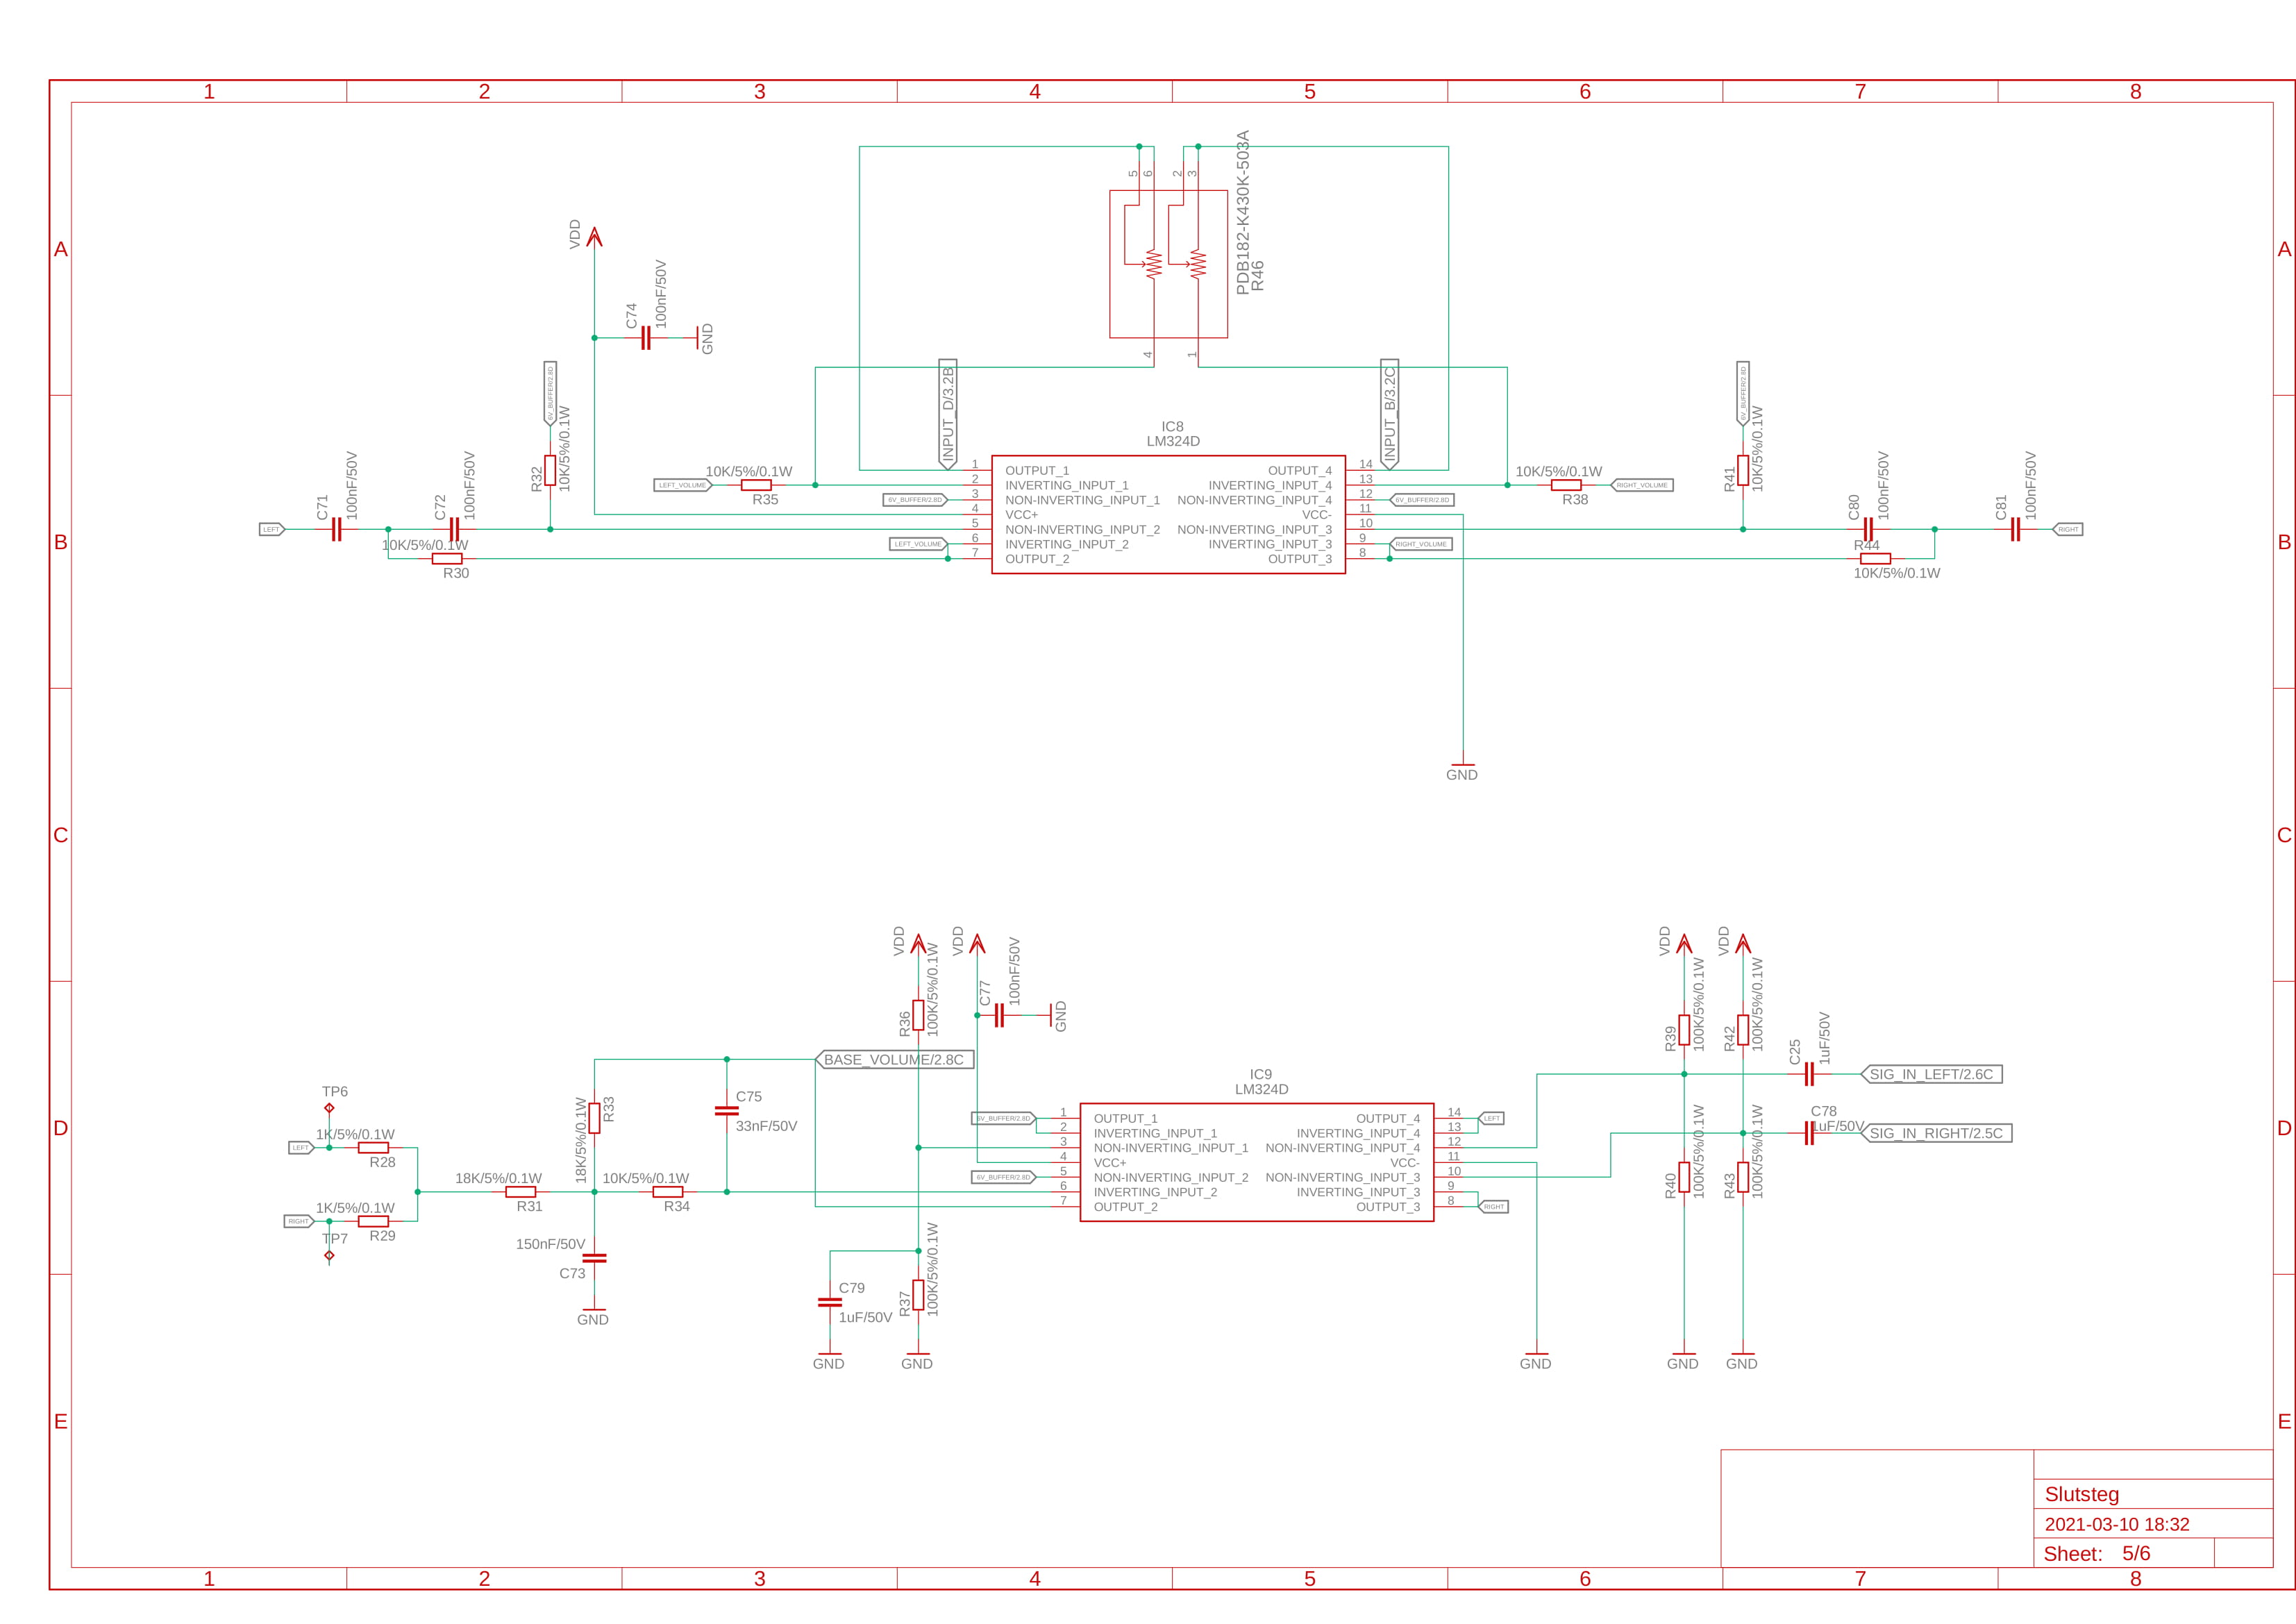 1 2 3 4 5 6 7 8
A
A
B
B
C
C
D
D
E
E
5 6 2 3
4 1
PDB182-K430K-503A
R46
VDD
C74
100nF/50V
GND
6V_BUFFER/2.8D
R32
10K/5%/0.1W
LEFT
C71
100nF/50V
C72
100nF/50V
10K/5%/0.1W
R30
LEFT_VOLUME
10K/5%/0.1W
R35
INPUT_D/3.2B
6V_BUFFER/2.8D
LEFT_VOLUME
IC8
LM324D
1 OUTPUT_1 OUTPUT_4 14
2 INVERTING_INPUT_1 INVERTING_INPUT_4 13
3 NON-INVERTING_INPUT_1 NON-INVERTING_INPUT_4 12
4 VCC+ VCC- 11
5 NON-INVERTING_INPUT_2 NON-INVERTING_INPUT_3 10
6 INVERTING_INPUT_2 INVERTING_INPUT_3 9
7 OUTPUT_2 OUTPUT_3 8
INPUT_B/3.2C
6V_BUFFER/2.8D
RIGHT_VOLUME
10K/5%/0.1W
R38
RIGHT_VOLUME
6V_BUFFER/2.8D
R41
10K/5%/0.1W
C80
100nF/50V
R44
10K/5%/0.1W
C81
100nF/50V
RIGHT
GND
TP6
LEFT
1K/5%/0.1W
R28
1K/5%/0.1W
RIGHT
R29
TP7
18K/5%/0.1W
R31
18K/5%/0.1W
R33
10K/5%/0.1W
R34
150nF/50V
C73
GND
C75
33nF/50V
BASE_VOLUME/2.8C
VDD
R36
100K/5%/0.1W
VDD
C77
100nF/50V
GND
C79
1uF/50V
GND
R37
100K/5%/0.1W
GND
6V_BUFFER/2.8D
6V_BUFFER/2.8D
IC9
LM324D
1 OUTPUT_1 OUTPUT_4 14
2 INVERTING_INPUT_1 INVERTING_INPUT_4 13
3 NON-INVERTING_INPUT_1 NON-INVERTING_INPUT_4 12
4 VCC+ VCC- 11
5 NON-INVERTING_INPUT_2 NON-INVERTING_INPUT_3 10
6 INVERTING_INPUT_2 INVERTING_INPUT_3 9
7 OUTPUT_2 OUTPUT_3 8
LEFT
RIGHT
GND
VDD
R39
100K/5%/0.1W
VDD
R42
100K/5%/0.1W
C25
1uF/50V
SIG_IN_LEFT/2.6C
C78
1uF/50V
SIG_IN_RIGHT/2.5C
R40
100K/5%/0.1W
R43
100K/5%/0.1W
GND
GND
Slutsteg
2021-03-10 18:32
Sheet: 5/6
1 2 3 4 5 6 7 8